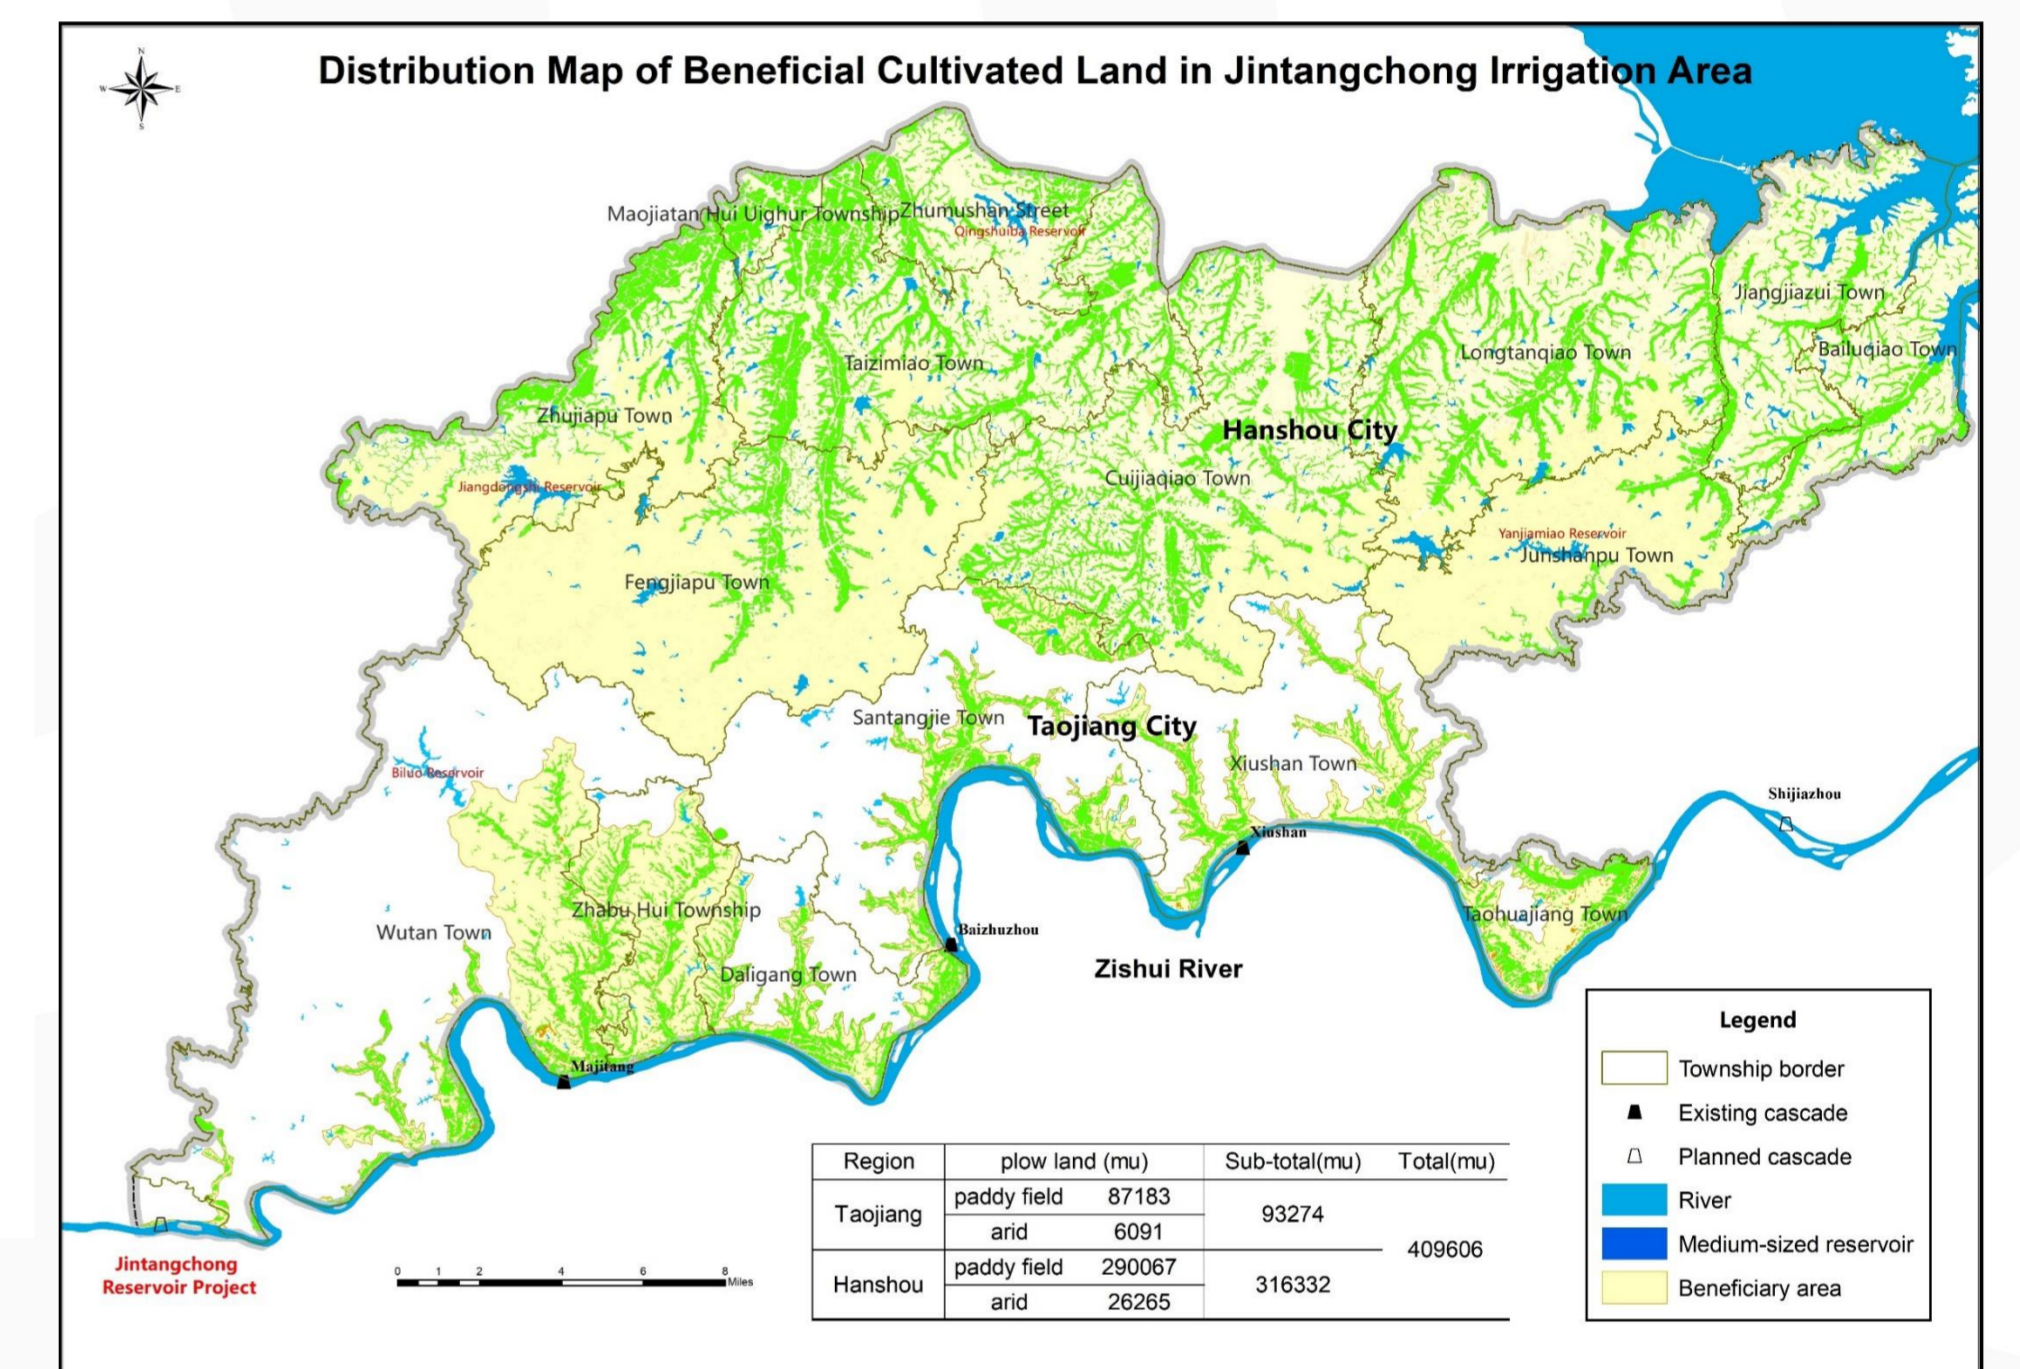 Distribution Map of Beneficial Cultivated Land in Jintangchong Irrigation Area
N
W
E
S
Maojiatan Hui Uighur Township
Zhumushan Street
Qingshuiba Reservoir
Jiangjiazui Town
Bailuqiao Town
Longtanqiao Town
Taizimiao Town
Zhujiapu Town
Hanshou City
Cuijiaqiao Town
Jiangdongshi Reservoir
Yanjiamiao Reservoir
Junshanpu Town
Fengjiapu Town
Santangjie Town
Taojiang City
Xiushan Town
Biluo Reservoir
Shijiazhou
Xiushan
Zhabu Hui Township
Taohuajiang Town
Wutan Town
Baizhuzhou
Daligang Town
Zishui River
Majitang
Jintangchong
Reservoir Project
0 1 2 4 6 8
Miles
Region plow land (mu) Sub-total(mu) Total(mu)
Taojiang paddy field 87183 93274
arid 6091
409606
Hanshou paddy field 290067 316332
arid 26265
Legend
Township border
Existing cascade
Planned cascade
River
Medium-sized reservoir
Beneficiary area